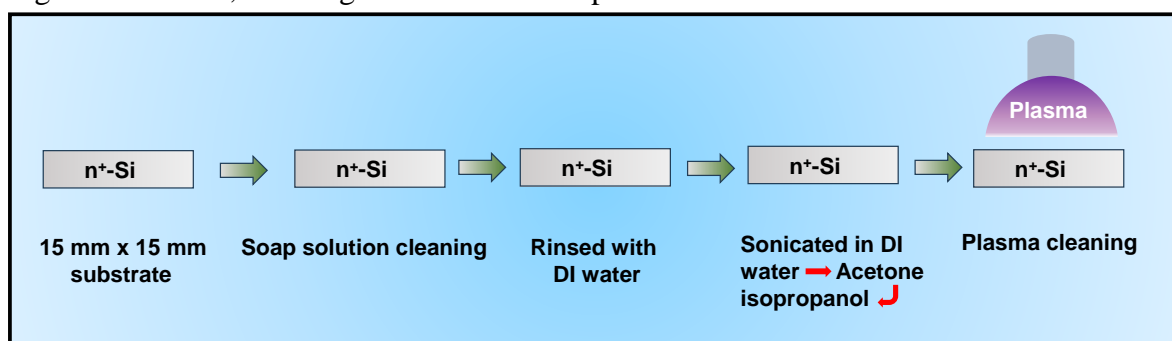 Plasma
n⁺-Si
n⁺-Si
n⁺-Si
n⁺-Si
n⁺-Si
15 mm x 15 mm
substrate
Soap solution cleaning
Rinsed with
DI water
Sonicated in DI
water → Acetone
isopropanol
Plasma cleaning